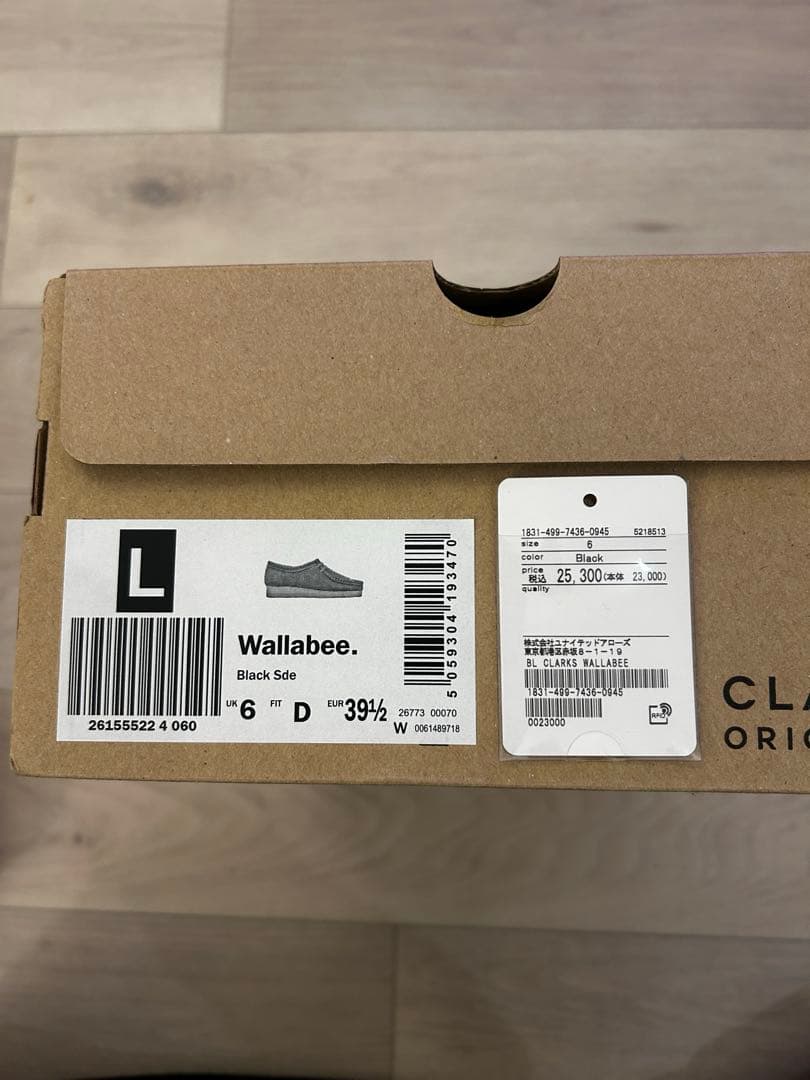 L
Wallabee.
Black Sde
UK 6 FIT D EUR 39½
26155522 4 060
5 059304 193470
26773 00070
W 0061489718
1831-499-7436-0945 5218513
size 6
color Black
price
税込 25,300(本体 23,000)
quality
株式会社ユナイテッドアローズ
東京都港区赤坂8-1-19
BL CLARKS WALLABEE
1831-499-7436-0945
0023000
RFID
CLA
ORIG